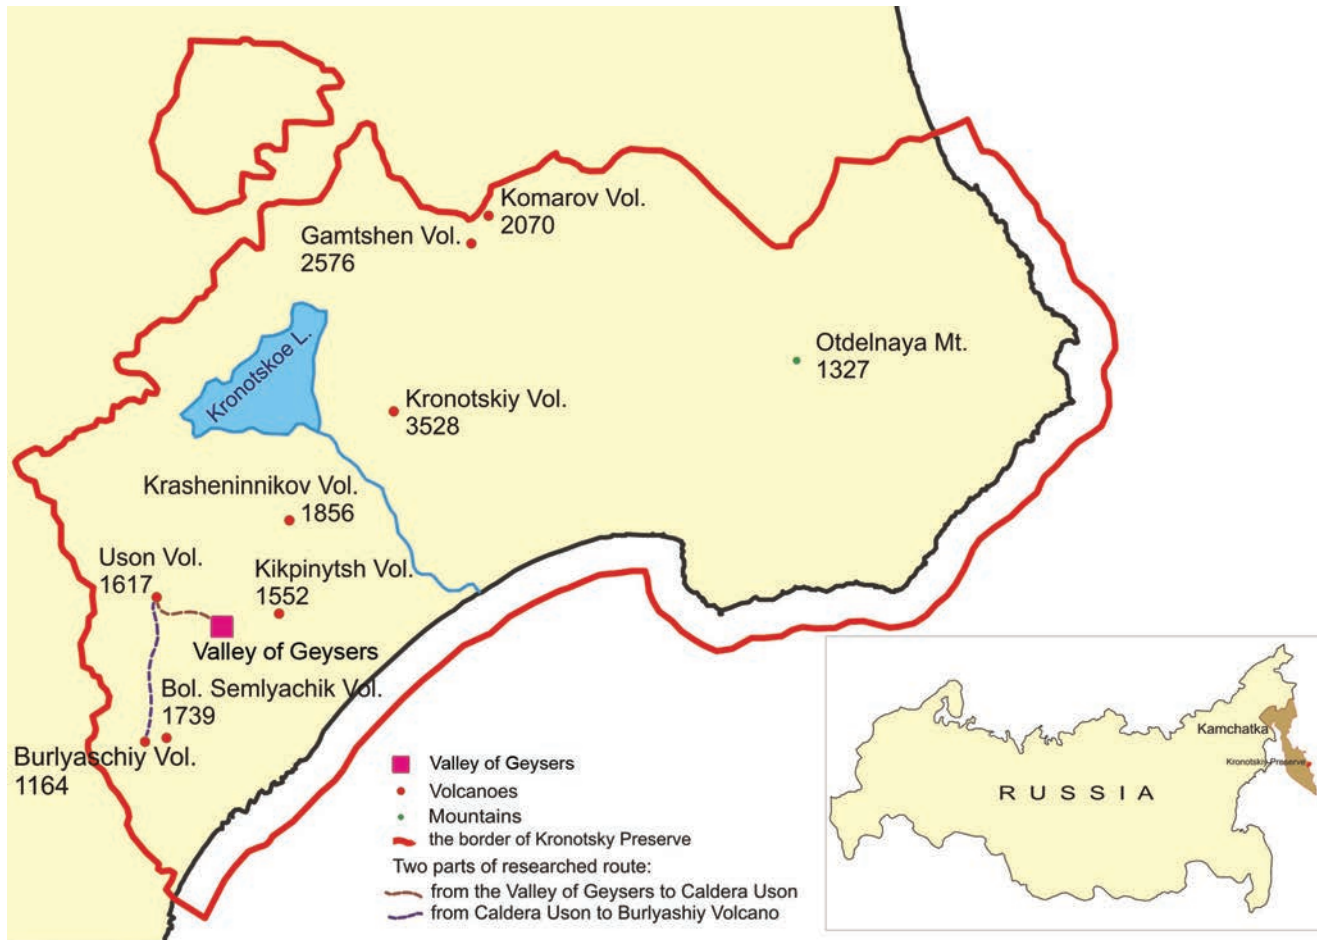 Komarov Vol.
2070
Gamtshen Vol.
2576
Otdelnaya Mt.
1327
Kronotskoe L.
Kronotskiy Vol.
3528
Krasheninnikov Vol.
1856
Uson Vol.
1617
Kikpinytsh Vol.
1552
Valley of Geysers
Bol. Semlyachik Vol.
1739
Burlyaschiy Vol.
1164
Valley of Geysers
Volcanoes
Mountains
the border of Kronotsky Preserve
Two parts of researched route:
from the Valley of Geysers to Caldera Uson
from Caldera Uson to Burlyashiy Volcano
Kamchatka
Kronotskiy Preserve
RUSSIA